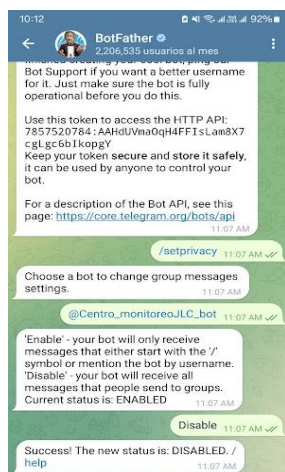 10:12
92%
BotFather
2,206,535 usuarios al mes
Bot Support if you want a better username
for it. Just make sure the bot is fully
operational before you do this.
Use this token to access the HTTP API:
7857520784:AAHdUVmaOqH4FFIsLam8X7
cgLgc6bIkopgY
Keep your token secure and store it safely,
it can be used by anyone to control your
bot.
For a description of the Bot API, see this
page: https://core.telegram.org/bots/api
11:07 AM
/setprivacy 11:07 AM
Choose a bot to change group messages
settings.
11:07 AM
@Centro_monitoreoJLC_bot 11:07 AM
'Enable' - your bot will only receive
messages that either start with the '/'
symbol or mention the bot by username.
'Disable' - your bot will receive all
messages that people send to groups.
Current status is: ENABLED
11:07 AM
Disable 11:07 AM
Success! The new status is: DISABLED. /
help
11:07 AM